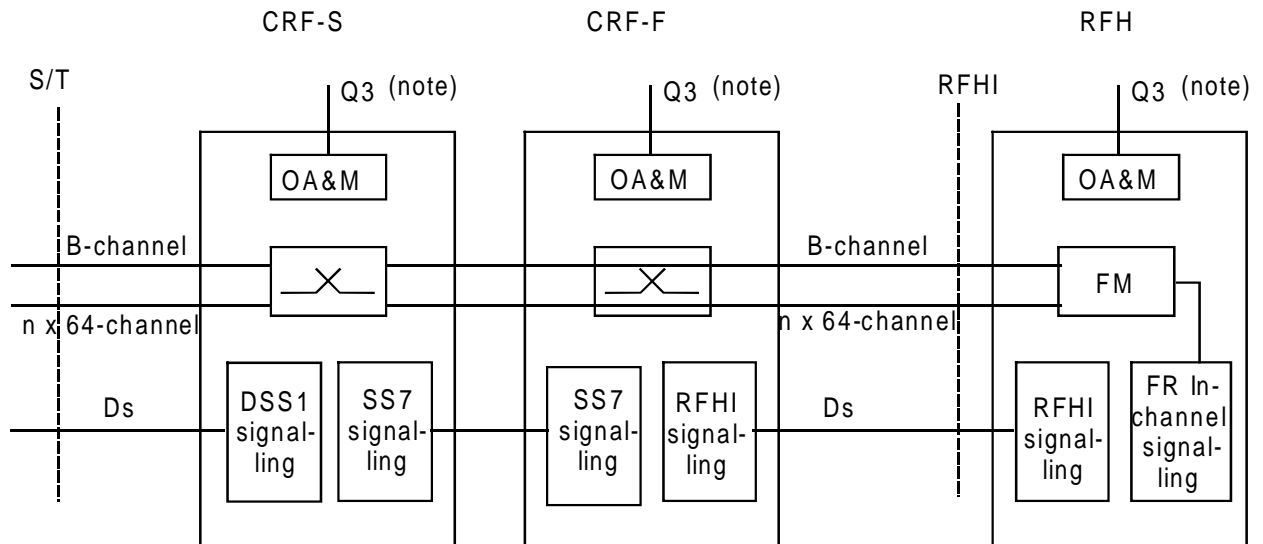 CRF-S
CRF-F
RFH
S/T
Q3 (note)
Q3 (note)
RFHI
Q3 (note)
OA&M
OA&M
OA&M
B-channel
B-channel
FM
n x 64-channel
n x 64-channel
Ds
DSS1
signal-
ling
SS7
signal-
ling
SS7
signal-
ling
RFHI
signal-
ling
Ds
RFHI
signal-
ling
FR In-
channel
signal-
ling